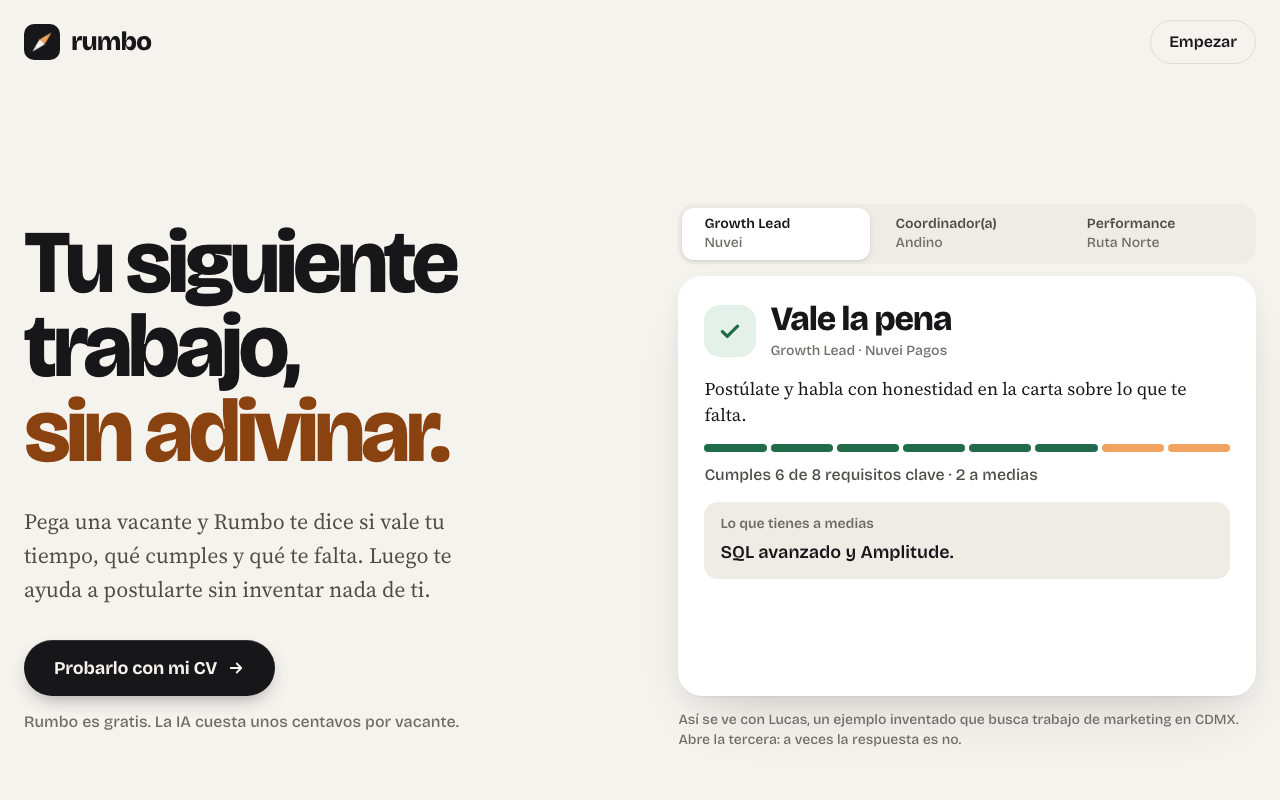 rumbo
Empezar
Tu siguiente
trabajo,
sin adivinar.
Pega una vacante y Rumbo te dice si vale tu
tiempo, qué cumples y qué te falta. Luego te
ayuda a postularte sin inventar nada de ti.
Probarlo con mi CV →
Rumbo es gratis. La IA cuesta unos centavos por vacante.
Growth Lead
Nuvei
Coordinador(a)
Andino
Performance
Ruta Norte
Vale la pena
Growth Lead · Nuvei Pagos
Postúlate y habla con honestidad en la carta sobre lo que te
falta.
Cumples 6 de 8 requisitos clave · 2 a medias
Lo que tienes a medias
SQL avanzado y Amplitude.
Así se ve con Lucas, un ejemplo inventado que busca trabajo de marketing en CDMX.
Abre la tercera: a veces la respuesta es no.